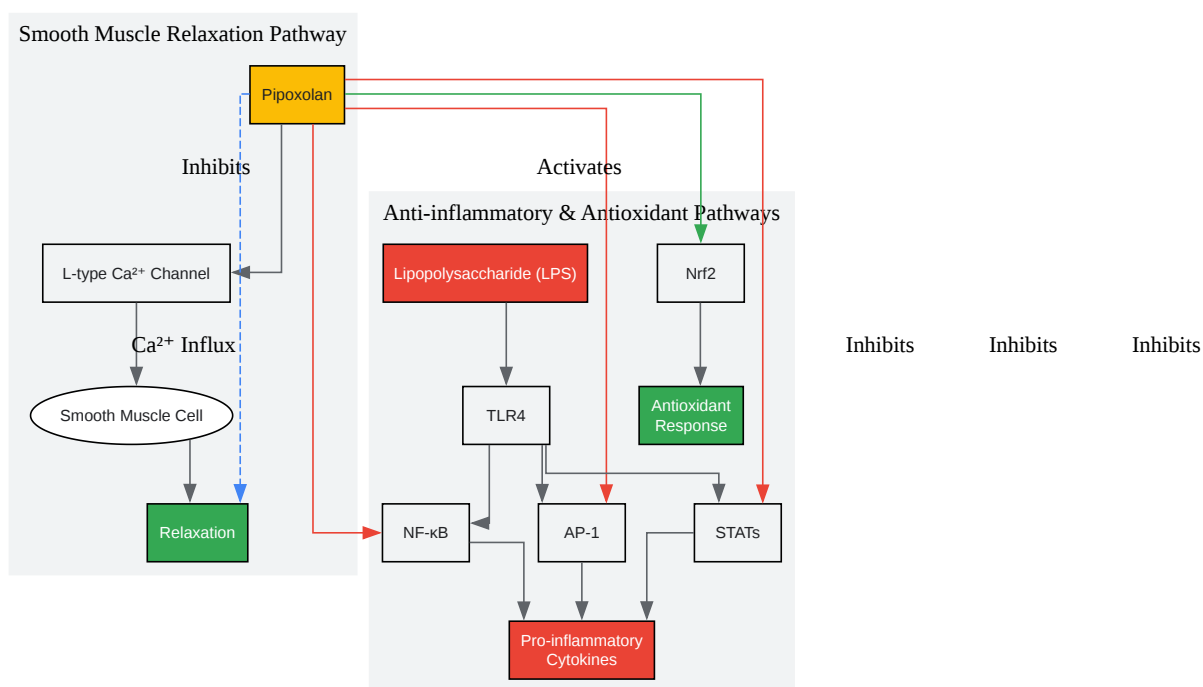 Smooth Muscle Relaxation Pathway
Pipoxolan
Inhibits
Activates
Anti-inflammatory & Antioxidant Pathways
L-type Ca²⁺ Channel
Lipopolysaccharide (LPS)
Nrf2
Ca²⁺ Influx
Inhibits
Inhibits
Inhibits
Smooth Muscle Cell
TLR4
Antioxidant
Response
Relaxation
NF-κB
AP-1
STATs
Pro-inflammatory
Cytokines